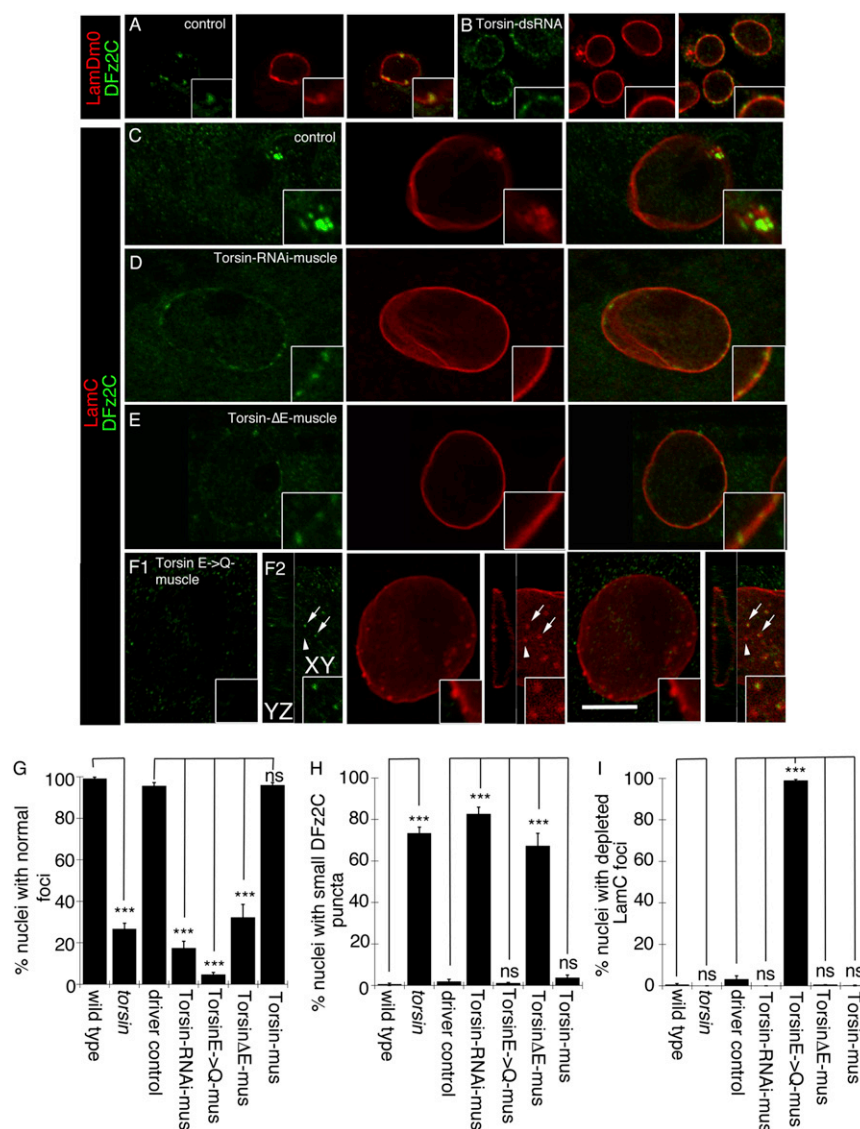 LamDm0
DFz2C
A
control
B
Torsin-dsRNA
LamC
DFz2C
C
control
D
Torsin-RNAi-muscle
E
Torsin-ΔE-muscle
F1
Torsin E->Q-
muscle
F2
XY
YZ
G
% nuclei with normal
foci
100
80
60
40
20
0
***
***
***
***
ns
wild type
torsin
driver control
Torsin-RNAi-mus
TorsinE->Q-mus
TorsinΔE-mus
Torsin-mus
H
% nuclei with small DFz2C
puncta
100
80
60
40
20
0
***
***
ns
***
ns
wild type
torsin
driver control
Torsin-RNAi-mus
TorsinE->Q-mus
TorsinΔE-mus
Torsin-mus
I
% nuclei with depleted
LamC foci
100
80
60
40
20
0
ns
ns
***
ns
ns
wild type
torsin
driver control
Torsin-RNAi-mus
TorsinE->Q-mus
TorsinΔE-mus
Torsin-mus